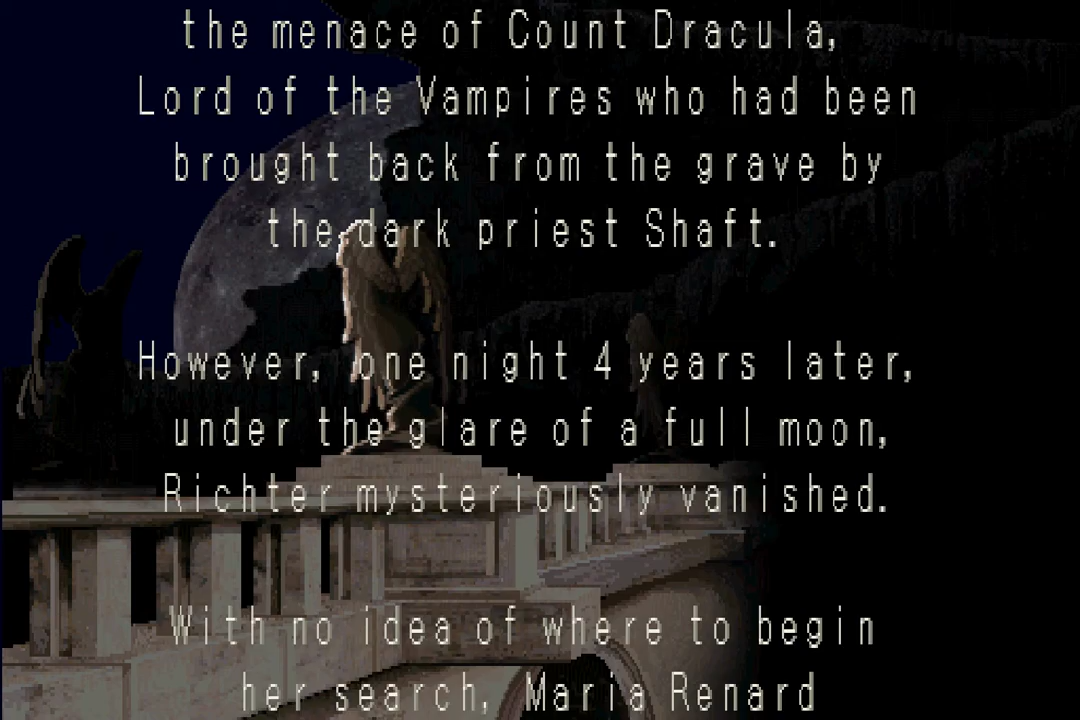 the menace of Count Dracula,
Lord of the Vampires who had been
brought back from the grave by
the dark priest Shaft.
However, one night 4 years later,
under the glare of a full moon,
Richter mysteriously vanished.
With no idea of where to begin
her search, Maria Renard